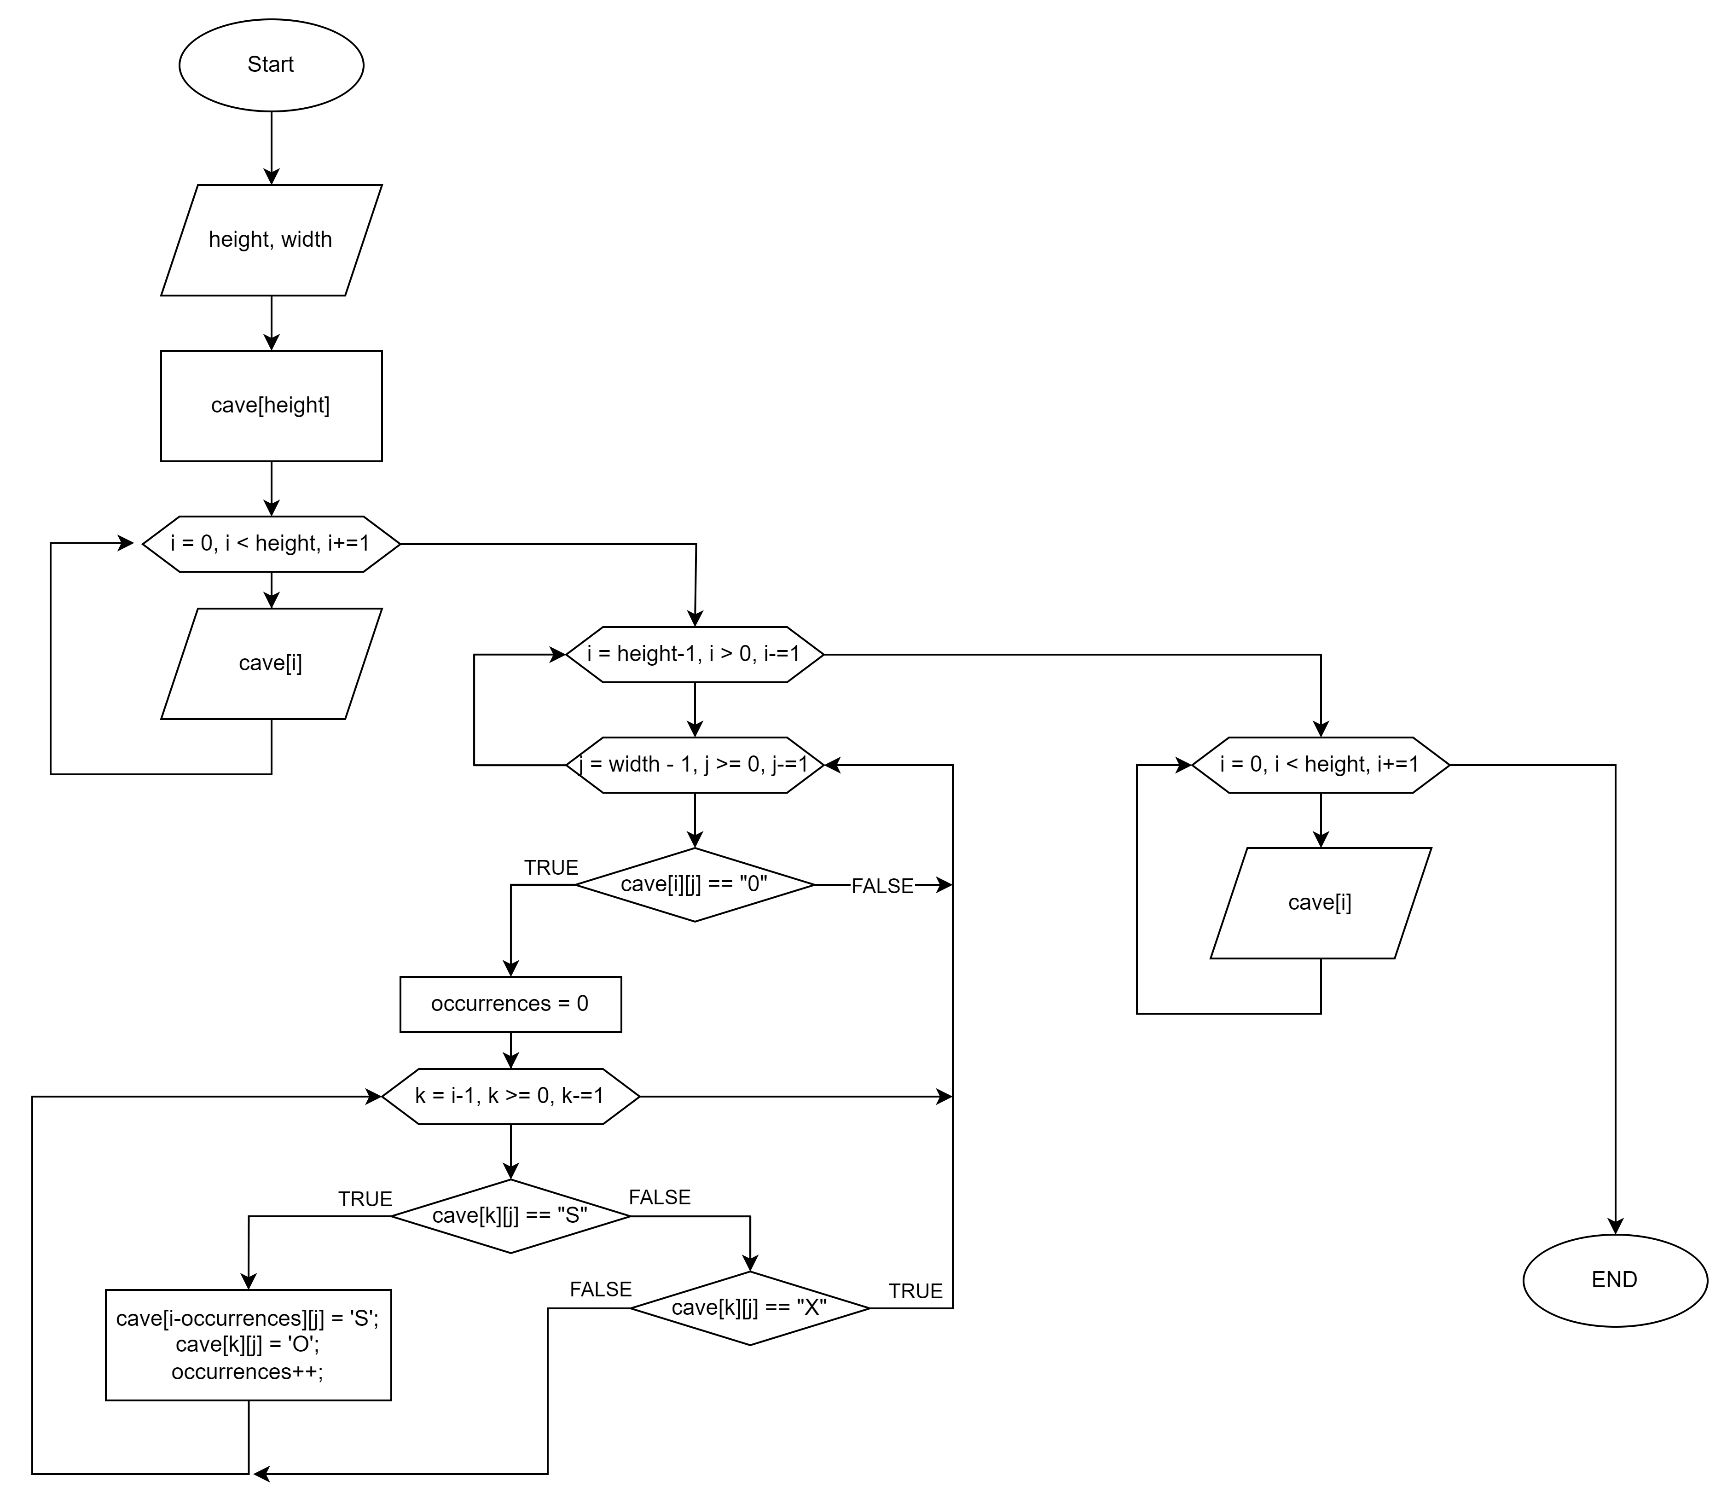 Start
height, width
cave[height]
i = 0, i < height, i+=1
cave[i]
i = height-1, i > 0, i-=1
j = width - 1, j >= 0, j-=1
TRUE
cave[i][j] == "0"
FALSE
occurrences = 0
k = i-1, k >= 0, k-=1
TRUE
cave[k][j] == "S"
FALSE
cave[i-occurrences][j] = 'S';
cave[k][j] = 'O';
occurrences++;
FALSE
cave[k][j] == "X"
TRUE
i = 0, i < height, i+=1
cave[i]
END